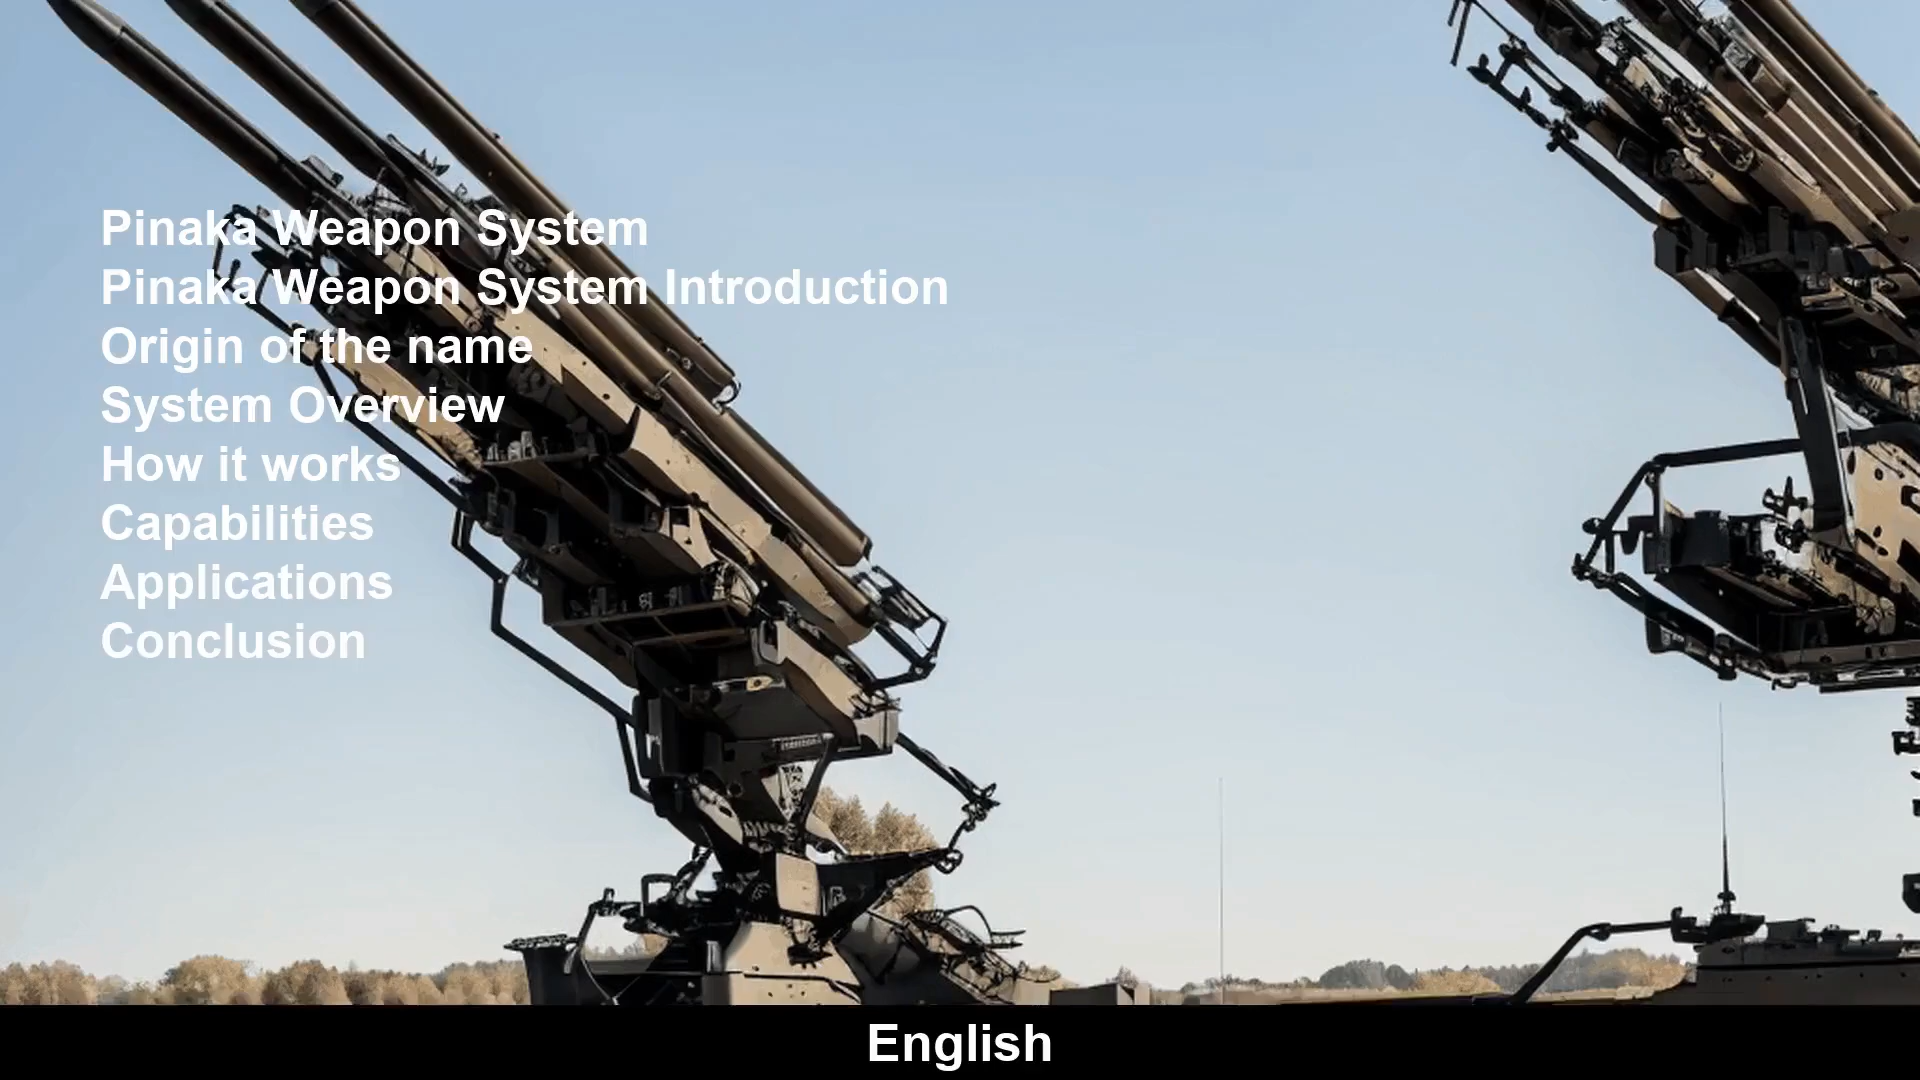 Pinaka Weapon System
Pinaka Weapon System Introduction
Origin of the name
System Overview
How it works
Capabilities
Applications
Conclusion
English